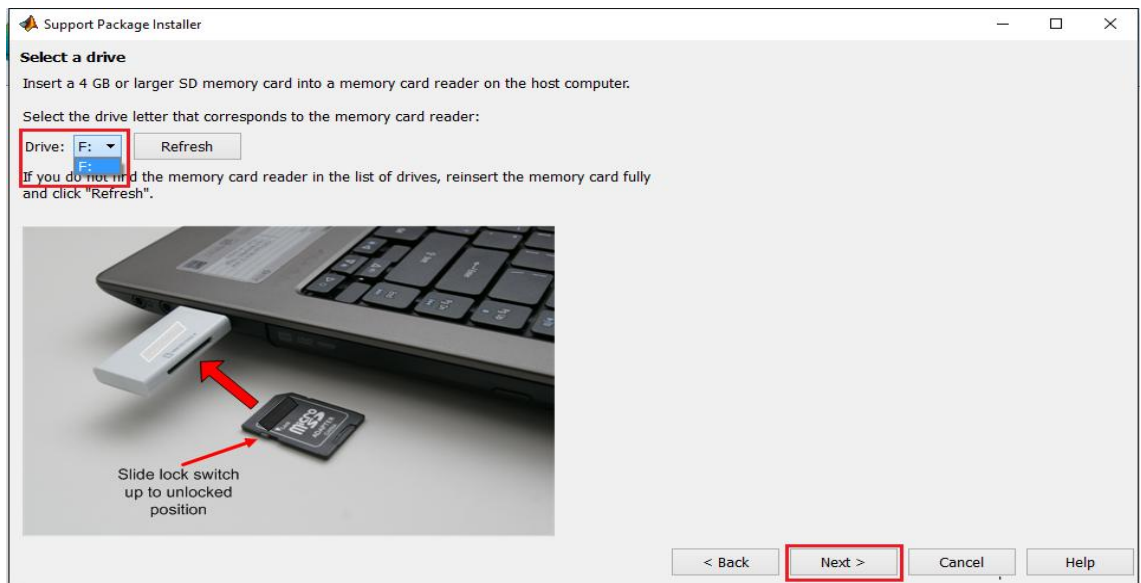 Support Package Installer
Select a drive
Insert a 4 GB or larger SD memory card into a memory card reader on the host computer.
Select the drive letter that corresponds to the memory card reader:
Drive: F: Refresh
F:
If you do not find the memory card reader in the list of drives, reinsert the memory card fully
and click "Refresh".
micro
SD
ADAPTER
Slide lock switch
up to unlocked
position
< Back Next > Cancel Help